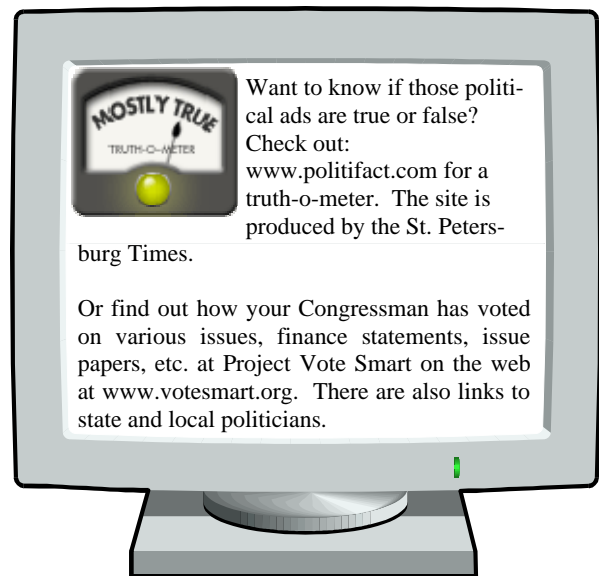 MOSTLY TRUE
TRUTH-O-METER
Want to know if those politi-
cal ads are true or false?
Check out:
www.politifact.com for a
truth-o-meter.  The site is
produced by the St. Peters-
burg Times.
Or find out how your Congressman has voted
on various issues, finance statements, issue
papers, etc. at Project Vote Smart on the web
at www.votesmart.org.  There are also links to
state and local politicians.